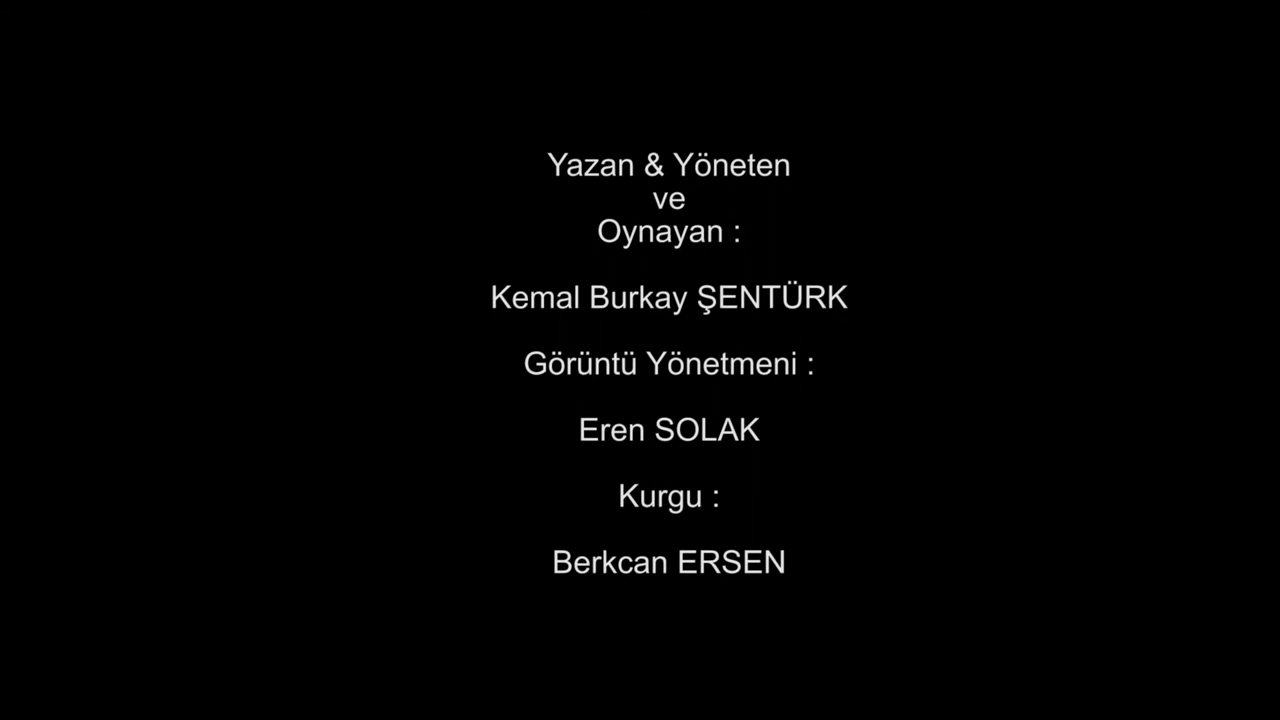 Yazan & Yöneten
ve
Oynayan :
Kemal Burkay ŞENTÜRK
Görüntü Yönetmeni :
Eren SOLAK
Kurgu :
Berkcan ERSEN